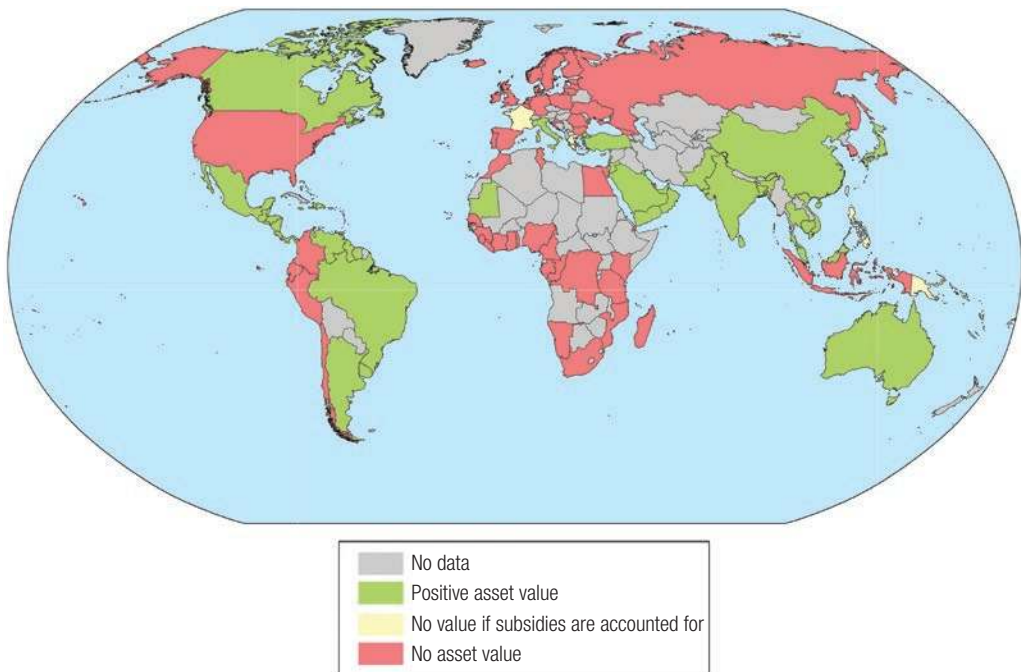 No data
Positive asset value
No value if subsidies are accounted for
No asset value